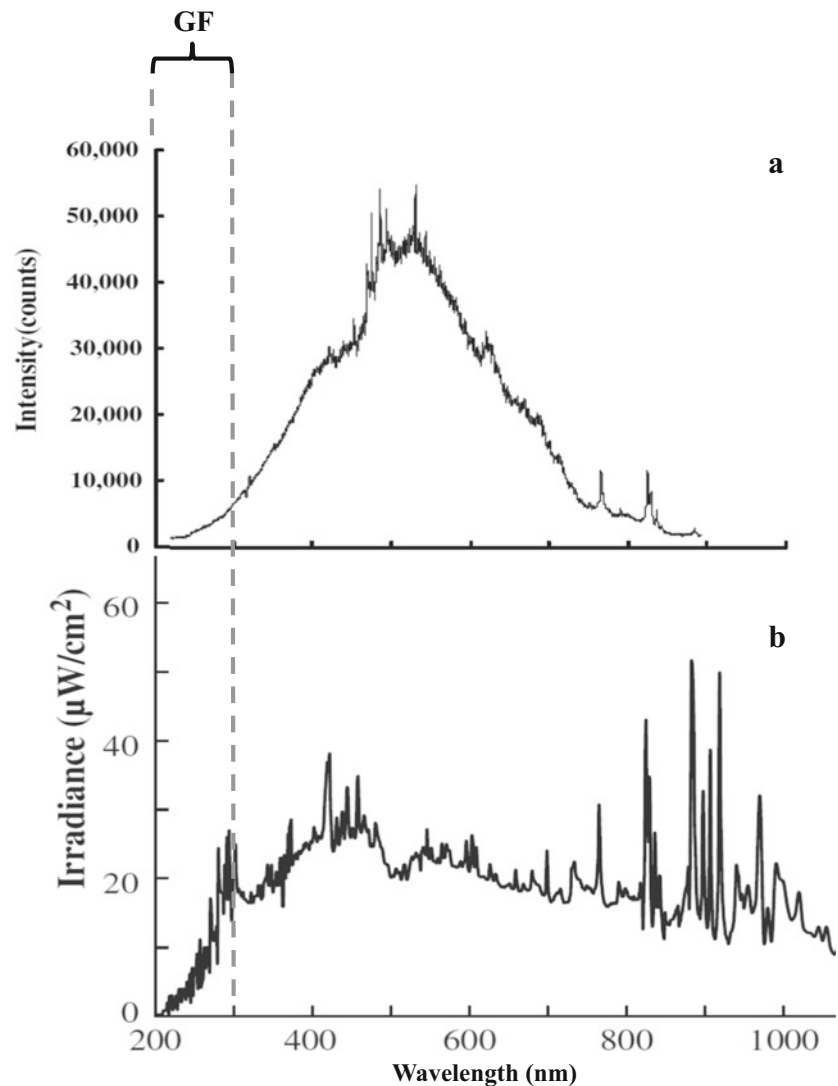 GF
a
60,000
50,000
40,000
30,000
20,000
10,000
0
Intensity(counts)
b
60
40
20
0
Irradiance (µW/cm²)
200 400 600 800 1000
Wavelength (nm)